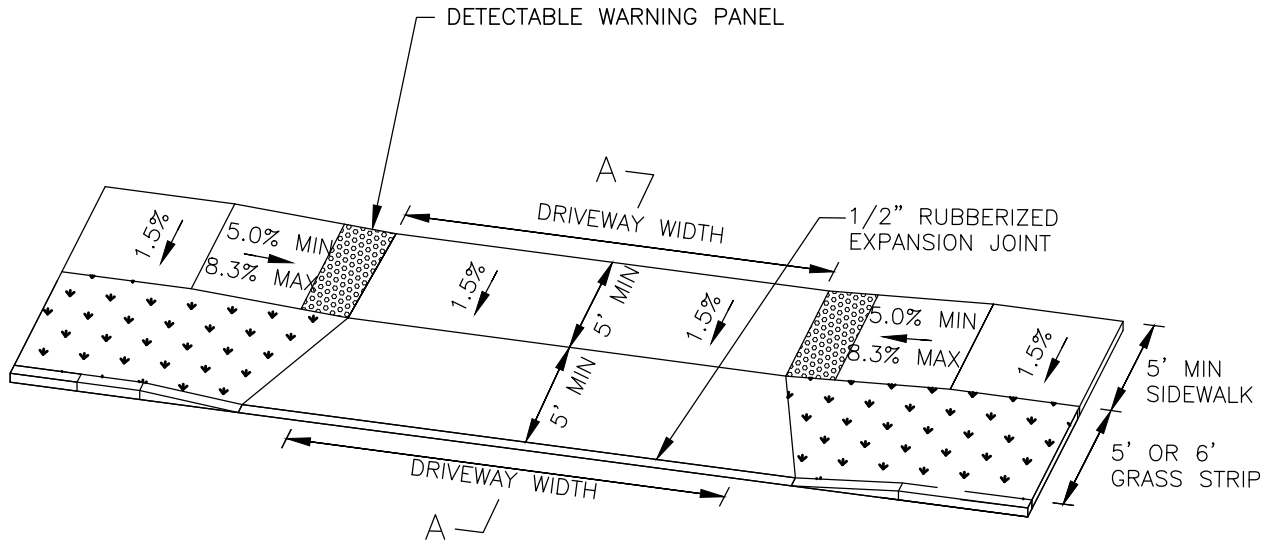 DETECTABLE WARNING PANEL
A
DRIVEWAY WIDTH
1/2" RUBBERIZED
EXPANSION JOINT
1.5%
5.0% MIN
8.3% MAX
1.5%
5' MIN
1.5%
5.0% MIN
8.3% MAX
1.5%
5' MIN
SIDEWALK
5' MIN
5' OR 6'
GRASS STRIP
DRIVEWAY WIDTH
A